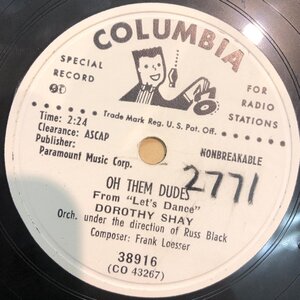 COLUMBIA
SPECIAL RECORD
FOR RADIO STATIONS
Trade Mark Reg. U.S. Pat. Off.
Time: 2:24
Clearance: ASCAP
Publisher:
Paramount Music Corp.
NONBREAKABLE
2771
OH THEM DUDES
From "Let's Dance"
DOROTHY SHAY
Orch. under the direction of Russ Black
Composer: Frank Loesser
38916
(CO 43267)